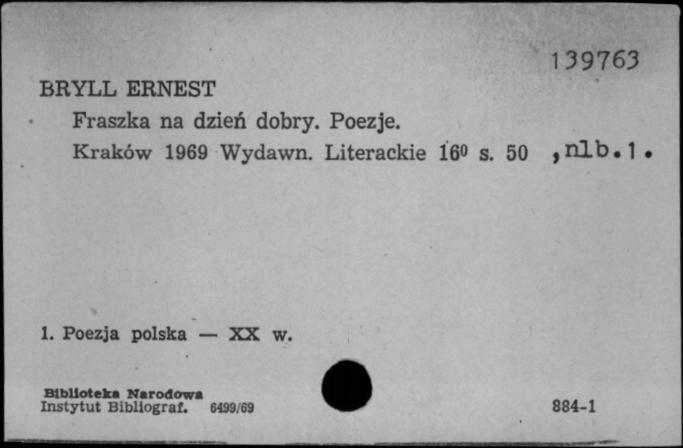 139763
BRYLL ERNEST
Fraszka na dzień dobry. Poezje.
Kraków 1969 Wydawn. Literackie 16⁰ s. 50 ,nlb.1.
1. Poezja polska — XX w.
Biblioteka Narodowa
Instytut Bibliograf. 6499/69
884-1